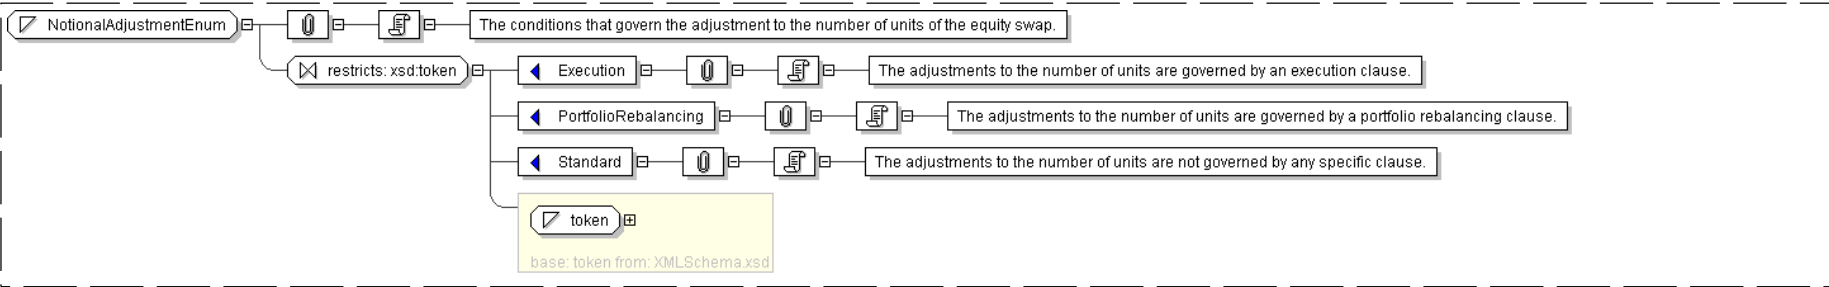 NotionalAdjustmentEnum The conditions that govern the adjustment to the number of units of the equity swap.
restricts: xsd:token Execution The adjustments to the number of units are governed by an execution clause.
PortfolioRebalancing The adjustments to the number of units are governed by a portfolio rebalancing clause.
Standard The adjustments to the number of units are not governed by any specific clause.
token
base: token from: XMLSchema.xsd